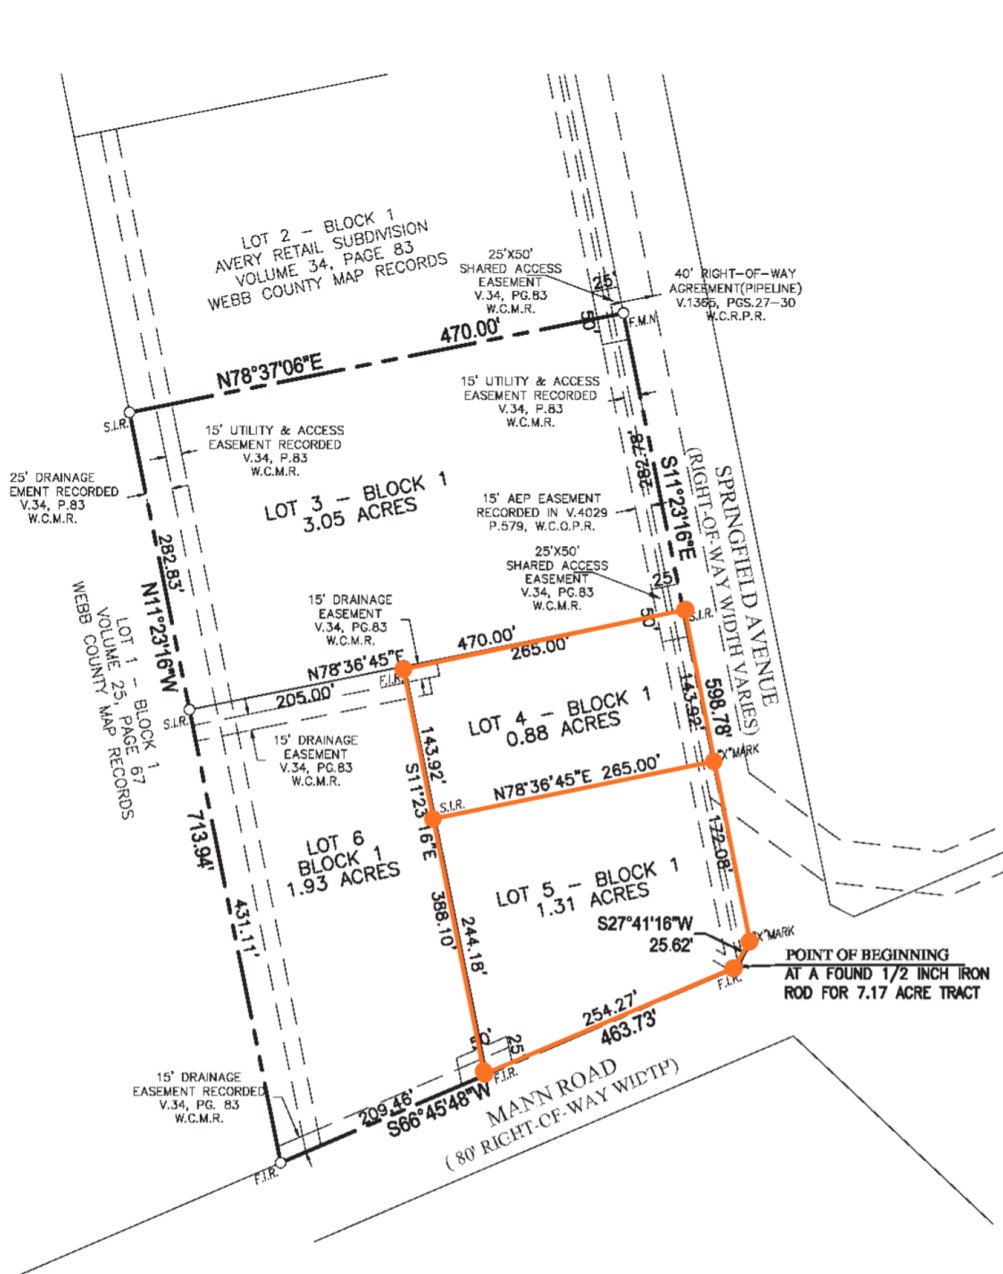 LOT 2 – BLOCK 1
AVERY RETAIL SUBDIVISION
VOLUME 34, PAGE 83
WEBB COUNTY MAP RECORDS
25'X50'
SHARED ACCESS
EASEMENT
V.34, PG.83
W.C.M.R.
25'
50'
40' RIGHT-OF-WAY
AGREEMENT(PIPELINE)
V.1365, PGS.27-30
W.C.R.P.R.
F.M.N.
470.00'
N78°37'06"E
S.I.R.
15' UTILITY & ACCESS
EASEMENT RECORDED
V.34, P.83
W.C.M.R.
15' UTILITY & ACCESS
EASEMENT RECORDED
V.34, P.83
W.C.M.R.
25' DRAINAGE
EMENT RECORDED
V.34, P.83
W.C.M.R.
LOT 3 – BLOCK 1
3.05 ACRES
282.78'
S11°23'16"E
SPRINGFIELD AVENUE
(RIGHT-OF-WAY WIDTH VARIES)
15' AEP EASEMENT
RECORDED IN V.4029
P.579, W.C.O.P.R.
25'X50'
SHARED ACCESS
EASEMENT
V.34, PG.83
W.C.M.R.
25'
50'
S.I.R.
282.83'
N11°23'16"W
LOT 1 – BLOCK 1
VOLUME 25, PAGE 67
WEBB COUNTY MAP RECORDS
15' DRAINAGE
EASEMENT
V.34, PG.83
W.C.M.R.
470.00'
265.00'
N78°36'45"E
205.00'
F.I.R.
S.I.R.
15' DRAINAGE
EASEMENT
V.34, PG.83
W.C.M.R.
LOT 4 – BLOCK 1
0.88 ACRES
598.78'
143.92'
"X"MARK
143.92'
S11°23'16"E
N78°36'45"E 265.00'
S.I.R.
713.94'
431.11'
LOT 6
BLOCK 1
1.93 ACRES
388.10'
244.18'
LOT 5 – BLOCK 1
1.31 ACRES
172.08'
S27°41'16"W
25.62'
"X"MARK
POINT OF BEGINNING
AT A FOUND 1/2 INCH IRON
ROD FOR 7.17 ACRE TRACT
F.I.R.
254.27'
463.73'
25'
F.I.R.
15' DRAINAGE
EASEMENT RECORDED
V.34, PG. 83
W.C.M.R.
209.46'
S66°45'48"W
MANN ROAD
( 80' RIGHT-OF-WAY WIDTH)
F.I.R.